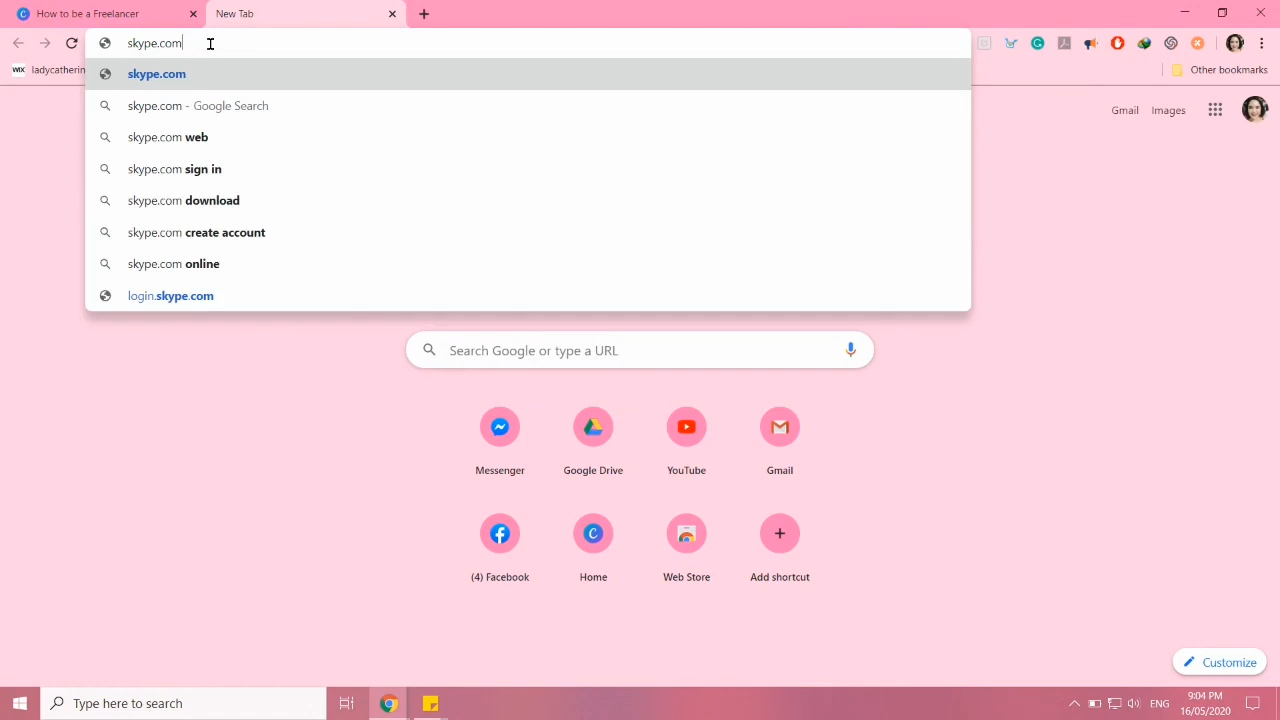 How to be a Freelancer
New Tab
skype.com
WIX ladycatherin
skype.com
skype.com - Google Search
skype.com web
skype.com sign in
skype.com download
skype.com create account
skype.com online
login.skype.com
Other bookmarks
Gmail Images
Search Google or type a URL
Messenger Google Drive YouTube Gmail
(4) Facebook Home Web Store Add shortcut
Customize
Type here to search
ENG
9:04 PM
16/05/2020